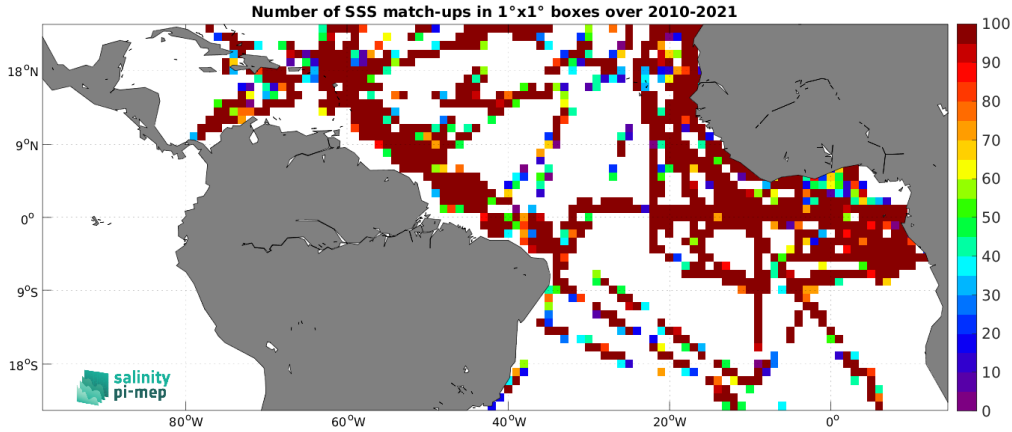 Number of SSS match-ups in 1°x1° boxes over 2010-2021
100
90
80
70
60
50
40
30
20
10
0
18°N
9°N
0°
9°S
18°S
80°W
60°W
40°W
20°W
0°
salinity
pi-mep